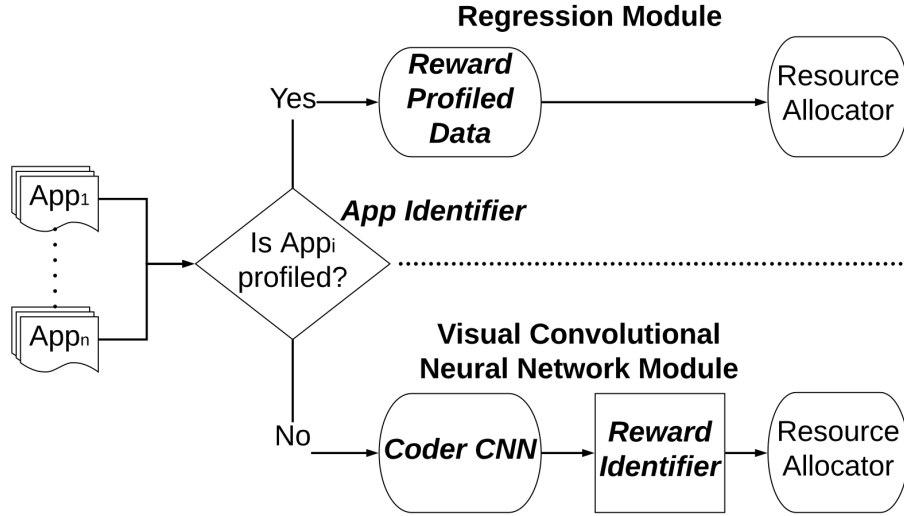 Regression Module
Reward
Profiled
Data
Resource
Allocator
Yes
App1
App Identifier
Is Appi
profiled?
Appn
Visual Convolutional
Neural Network Module
No
Coder CNN
Reward
Identifier
Resource
Allocator